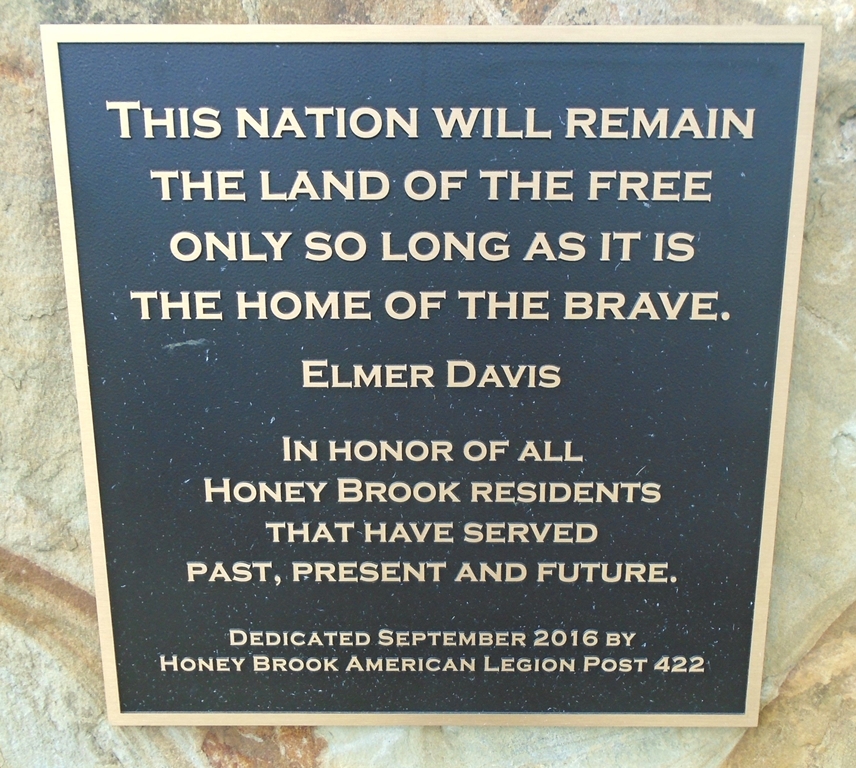 This nation will remain
the land of the free
only so long as it is
the home of the brave.
Elmer Davis
In honor of all
Honey Brook residents
that have served
past, present and future.
Dedicated September 2016 by
Honey Brook American Legion Post 422